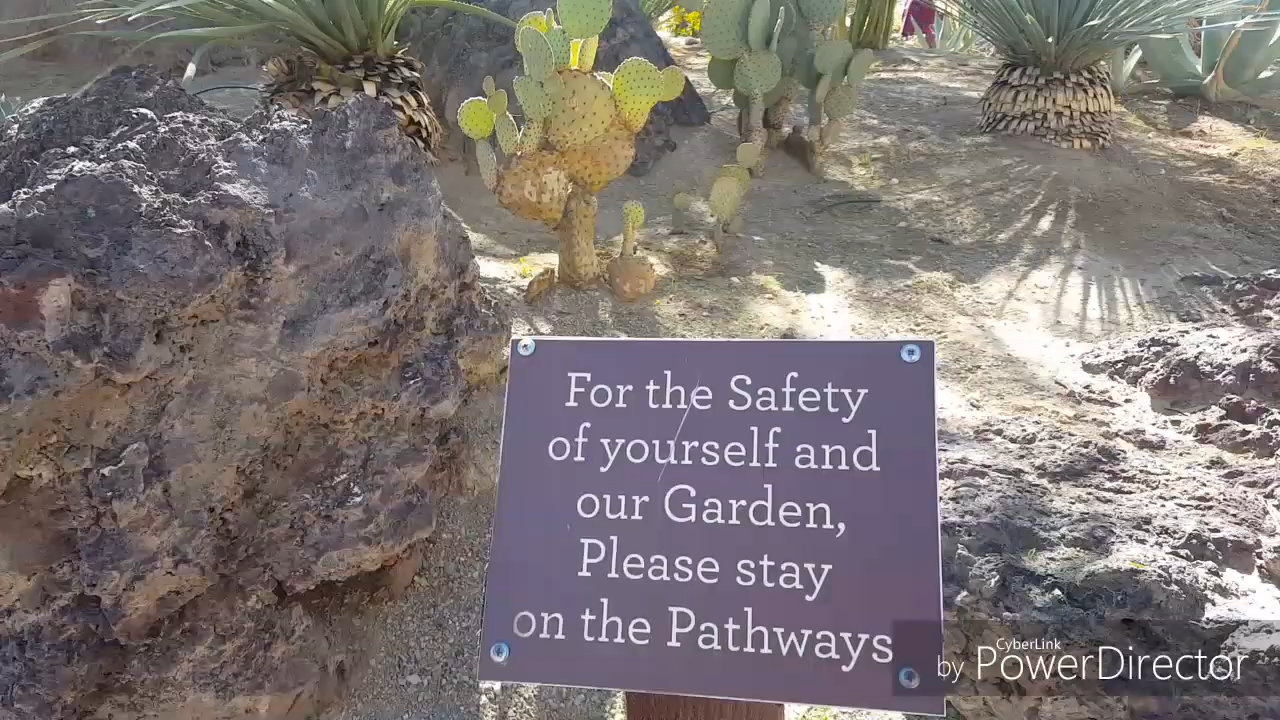 For the Safety
of yourself and
our Garden,
Please stay
on the Pathways
CyberLink
by PowerDirector